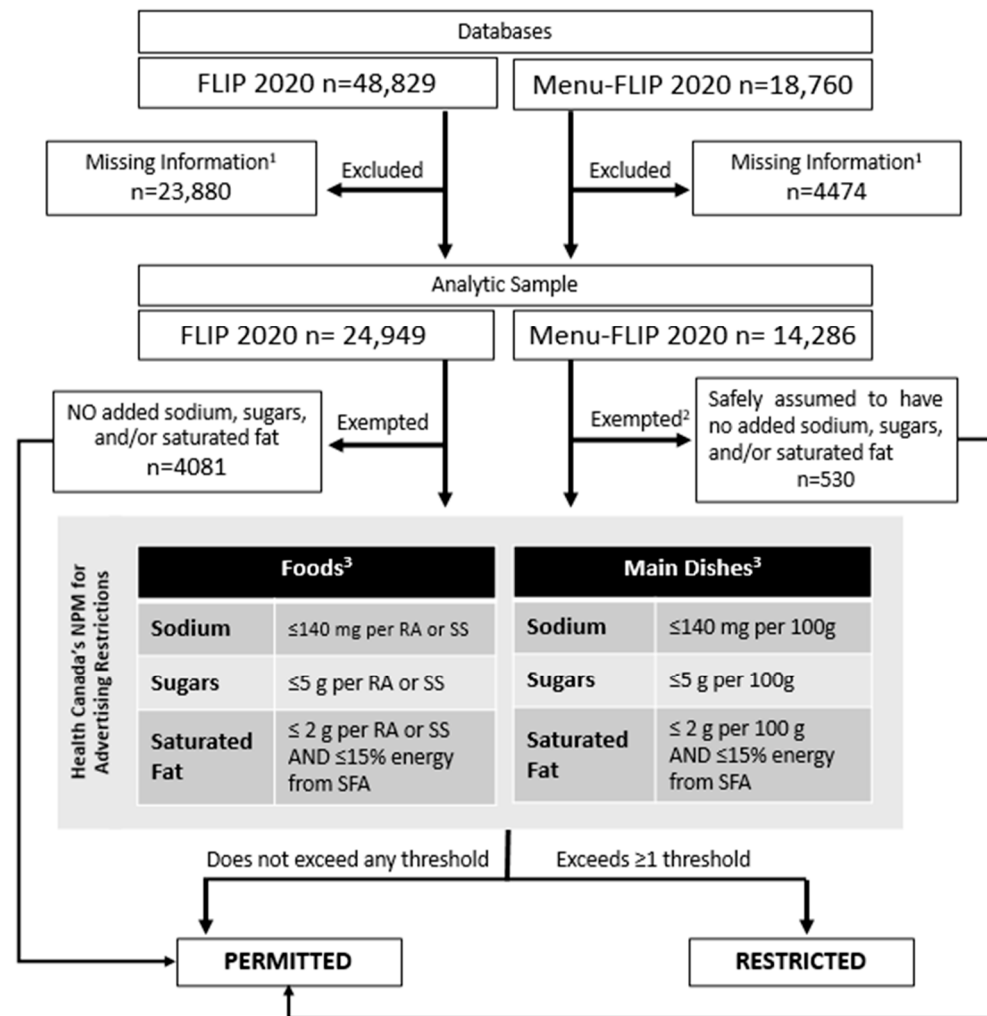 Databases
FLIP 2020 n=48,829
Menu-FLIP 2020 n=18,760
Missing Information¹
n=23,880
Excluded
Excluded
Missing Information¹
n=4474
Analytic Sample
FLIP 2020 n= 24,949
Menu-FLIP 2020 n= 14,286
NO added sodium, sugars,
and/or saturated fat
n=4081
Exempted
Exempted²
Safely assumed to have
no added sodium, sugars,
and/or saturated fat
n=530
Health Canada's NPM for
Advertising Restrictions
Foods³
Sodium
≤140 mg per RA or SS
Sugars
≤5 g per RA or SS
Saturated
Fat
≤ 2 g per RA or SS
AND ≤15% energy
from SFA
Main Dishes³
Sodium
≤140 mg per 100g
Sugars
≤5 g per 100g
Saturated
Fat
≤ 2 g per 100 g
AND ≤15% energy
from SFA
Does not exceed any threshold
Exceeds ≥1 threshold
PERMITTED
RESTRICTED